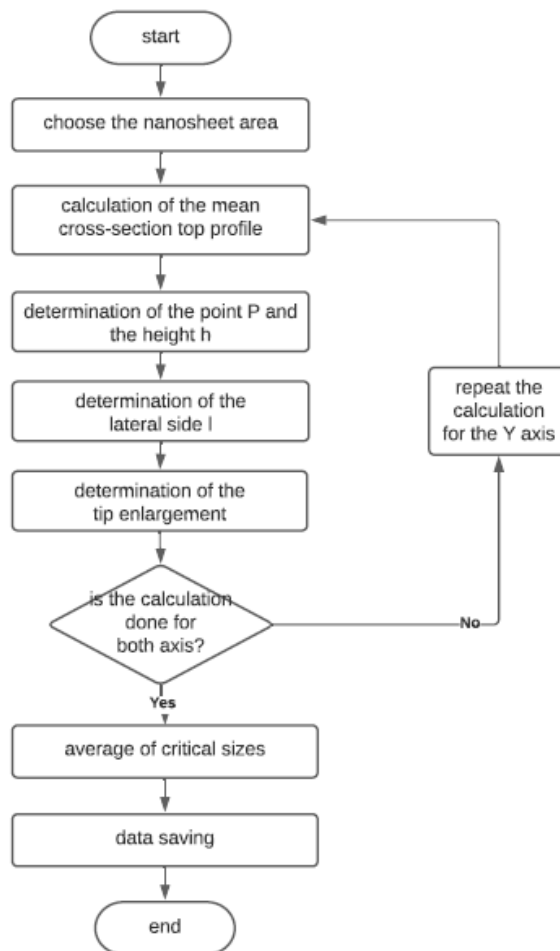 start
choose the nanosheet area
calculation of the mean
cross-section top profile
determination of the point P and
the height h
determination of the
lateral side l
determination of the
tip enlargement
is the calculation
done for
both axis?
No
repeat the
calculation
for the Y axis
Yes
average of critical sizes
data saving
end